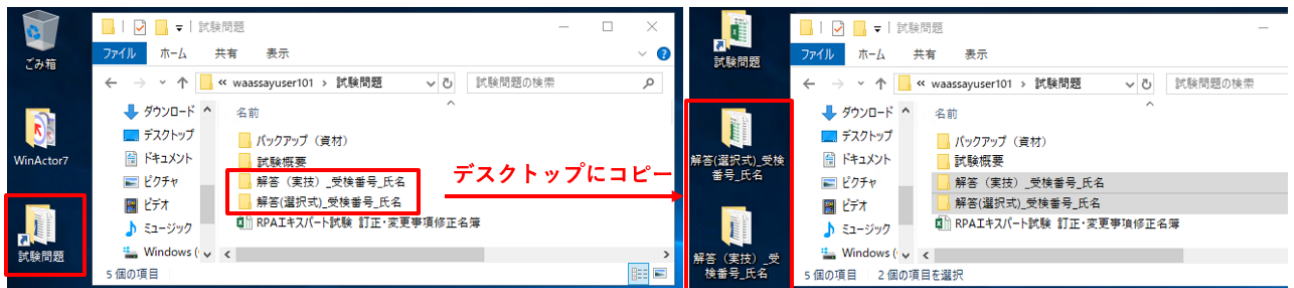 ごみ箱
WinActor7
試験問題
試験問題
ファイル ホーム 共有 表示
« waassayuser101 › 試験問題
試験問題の検索
ダウンロード
デスクトップ
ドキュメント
ピクチャ
ビデオ
ミュージック
Windows (
名前
バックアップ（資材）
試験概要
解答（実技）_受検番号_氏名
解答(選択式)_受検番号_氏名
RPAエキスパート試験 訂正・変更事項修正名簿
5 個の項目
デスクトップにコピー
試験問題
解答(選択式)_受検
番号_氏名
解答（実技）_受
検番号_氏名
試験問題
ファイル ホーム 共有 表示
« waassayuser101 › 試験問題
試験問題の検索
ダウンロード
デスクトップ
ドキュメント
ピクチャ
ビデオ
ミュージック
Windows (
名前
バックアップ（資材）
試験概要
解答（実技）_受検番号_氏名
解答(選択式)_受検番号_氏名
RPAエキスパート試験 訂正・変更事項修正名簿
5 個の項目 2 個の項目を選択